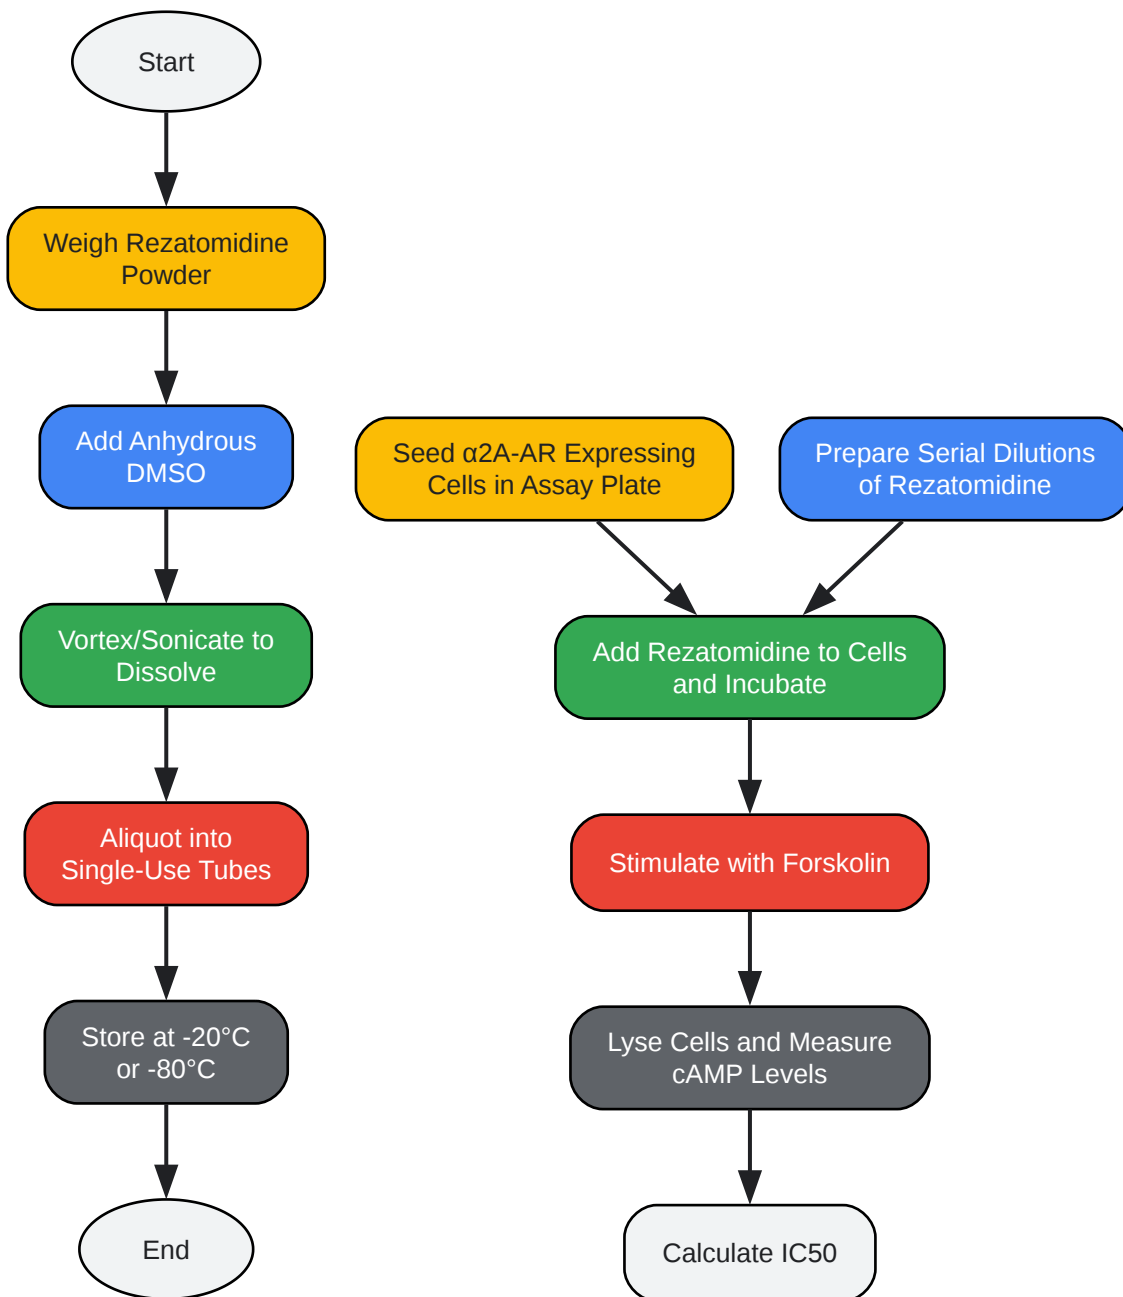 Start
Weigh Rezatomidine
Powder
Add Anhydrous
DMSO
Vortex/Sonicate to
Dissolve
Aliquot into
Single-Use Tubes
Store at -20°C
or -80°C
End
Seed α2A-AR Expressing
Cells in Assay Plate
Prepare Serial Dilutions
of Rezatomidine
Add Rezatomidine to Cells
and Incubate
Stimulate with Forskolin
Lyse Cells and Measure
cAMP Levels
Calculate IC50